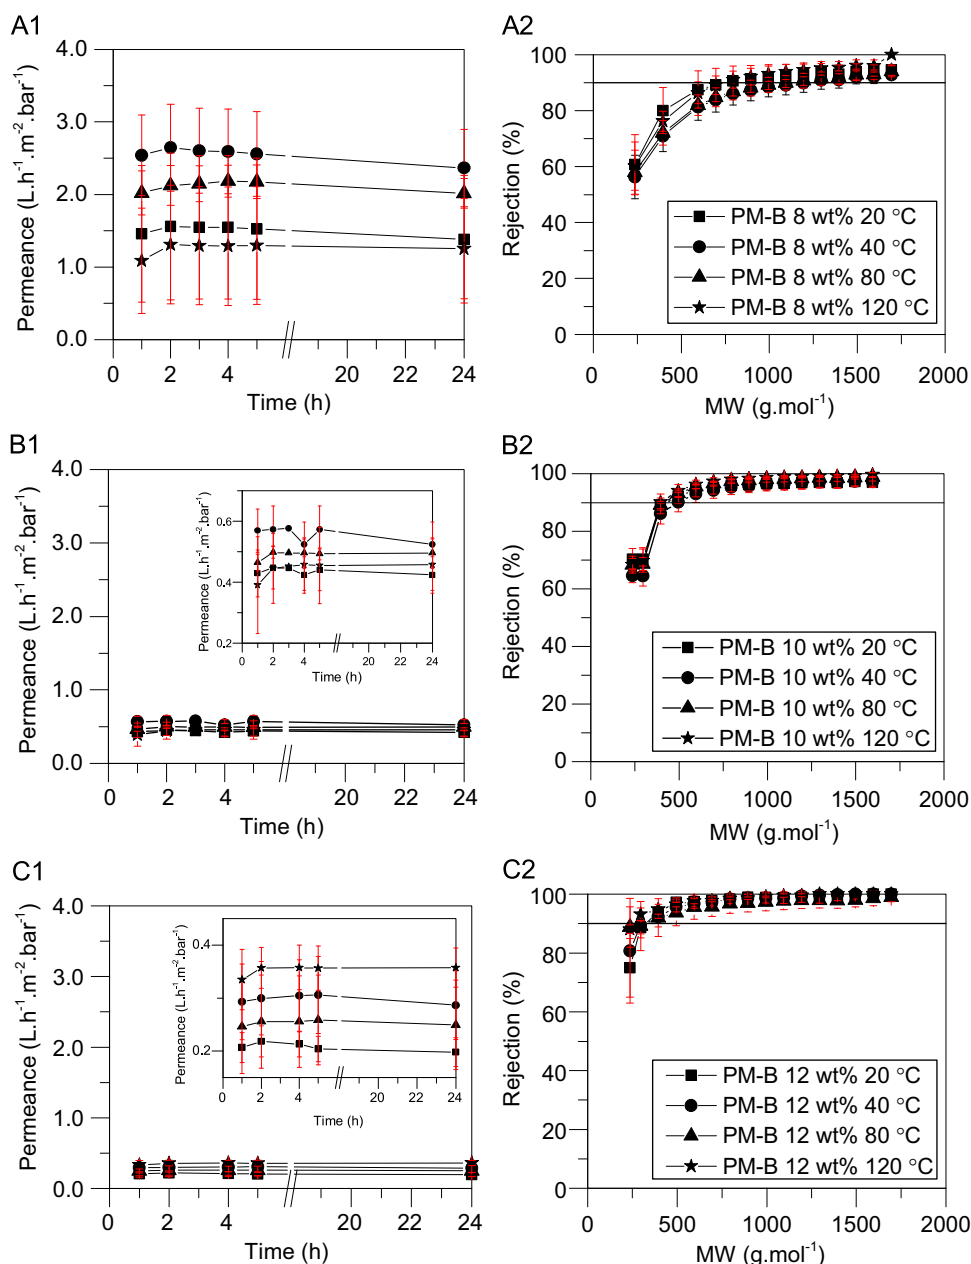 A1
4.0
3.0
2.0
1.0
0.0
Permeance (L.h⁻¹.m⁻².bar⁻¹)
0 2 4 20 22 24
Time (h)
A2
100
80
60
40
20
0
Rejection (%)
PM-B 8 wt% 20 °C
PM-B 8 wt% 40 °C
PM-B 8 wt% 80 °C
PM-B 8 wt% 120 °C
0 500 1000 1500 2000
MW (g.mol⁻¹)
B1
4.0
3.0
2.0
1.0
0.0
Permeance (L.h⁻¹.m⁻².bar⁻¹)
0.6
0.4
0.2
Permeance (L.h⁻¹.m⁻².bar⁻¹)
0 2 4 20 22 24
Time (h)
0 2 4 20 22 24
Time (h)
B2
100
80
60
40
20
0
Rejection (%)
PM-B 10 wt% 20 °C
PM-B 10 wt% 40 °C
PM-B 10 wt% 80 °C
PM-B 10 wt% 120 °C
0 500 1000 1500 2000
MW (g.mol⁻¹)
C1
4.0
3.0
2.0
1.0
0.0
Permeance (L.h⁻¹.m⁻².bar⁻¹)
0.4
0.2
Permeance (L.h⁻¹.m⁻².bar⁻¹)
0 2 4 20 22 24
Time (h)
0 2 4 20 22 24
Time (h)
C2
100
80
60
40
20
0
Rejection (%)
PM-B 12 wt% 20 °C
PM-B 12 wt% 40 °C
PM-B 12 wt% 80 °C
PM-B 12 wt% 120 °C
0 500 1000 1500 2000
MW (g.mol⁻¹)